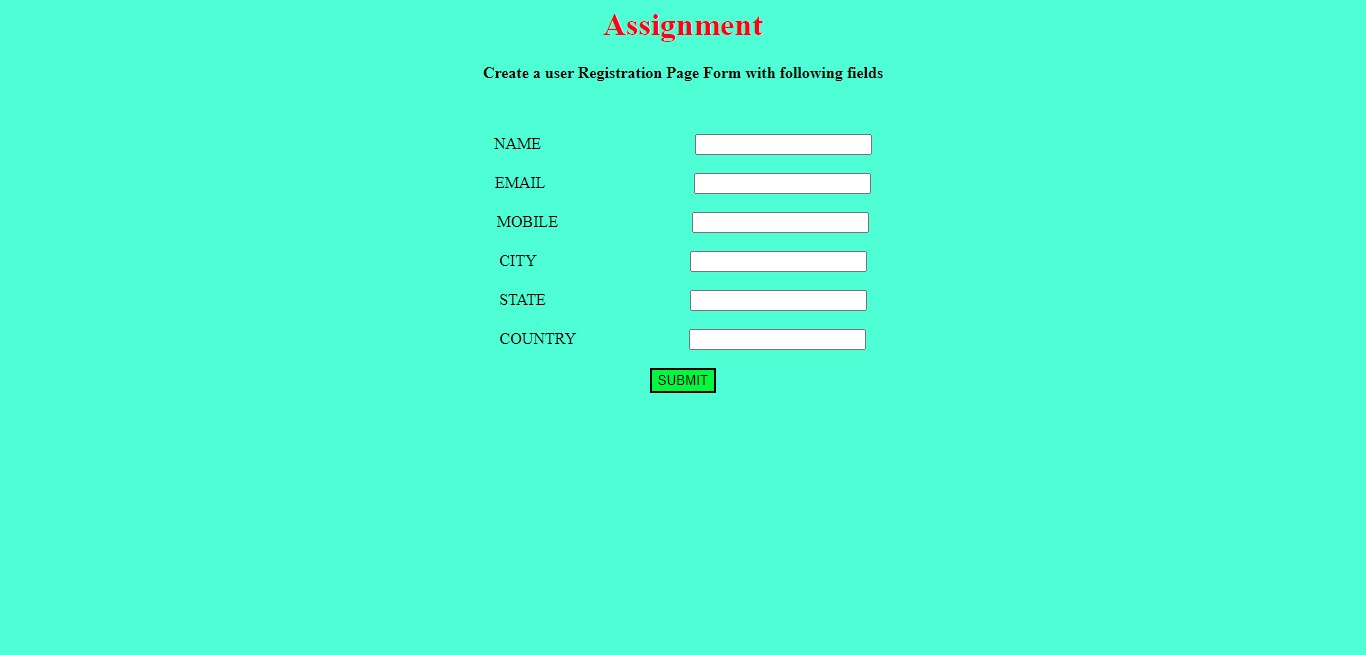 Assignment
Create a user Registration Page Form with following fields
NAME
EMAIL
MOBILE
CITY
STATE
COUNTRY
SUBMIT